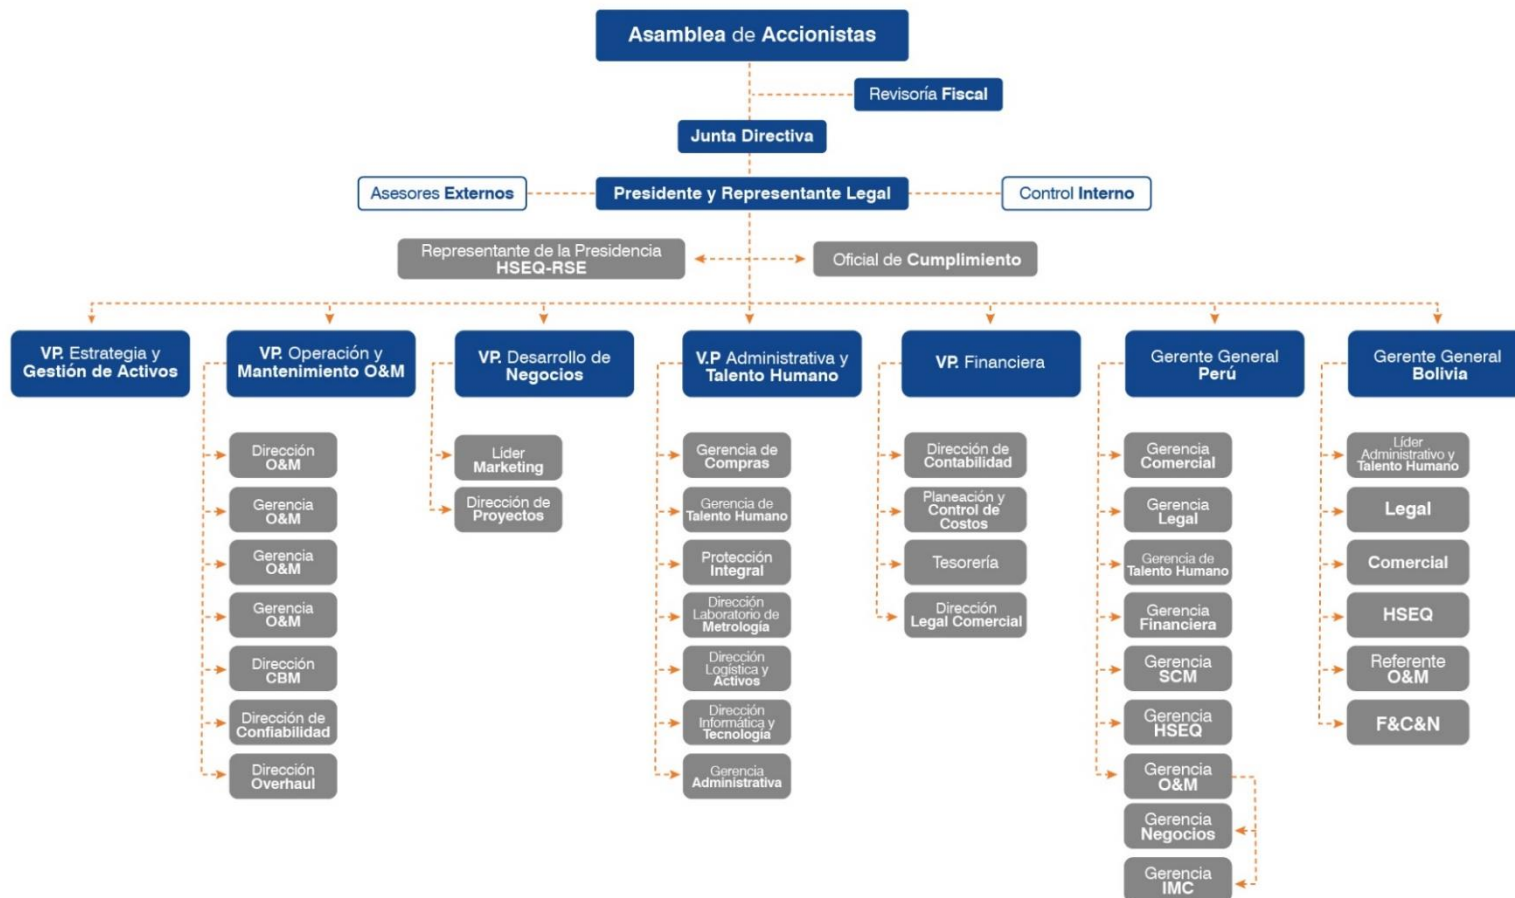 Asamblea de Accionistas
Revisoría Fiscal
Junta Directiva
Asesores Externos
Presidente y Representante Legal
Control Interno
Representante de la Presidencia
HSEQ-RSE
Oficial de Cumplimiento
VP. Estrategia y
Gestión de Activos
VP. Operación y
Mantenimiento O&M
VP. Desarrollo de
Negocios
V.P Administrativa y
Talento Humano
VP. Financiera
Gerente General
Perú
Gerente General
Bolivia
Dirección
O&M
Gerencia
O&M
Gerencia
O&M
Gerencia
O&M
Dirección
CBM
Dirección de
Confiabilidad
Dirección
Overhaul
Líder
Marketing
Dirección de
Proyectos
Gerencia de
Compras
Gerencia de
Talento Humano
Protección
Integral
Dirección
Laboratorio de
Metrología
Dirección
Logística y
Activos
Dirección
Informática y
Tecnología
Gerencia
Administrativa
Dirección de
Contabilidad
Planeación y
Control de
Costos
Tesorería
Dirección
Legal Comercial
Gerencia
Comercial
Gerencia
Legal
Gerencia de
Talento Humano
Gerencia
Financiera
Gerencia
SCM
Gerencia
HSEQ
Gerencia
O&M
Gerencia
Negocios
Gerencia
IMC
Líder
Administrativo y
Talento Humano
Legal
Comercial
HSEQ
Referente
O&M
F&C&N